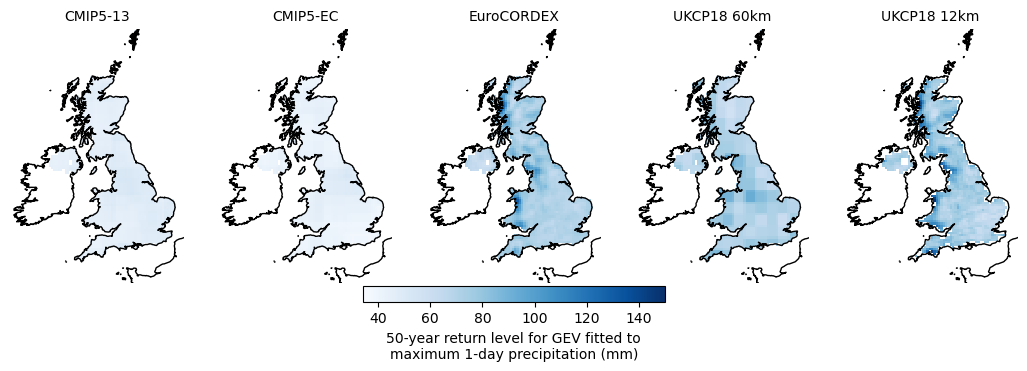 CMIP5-13
CMIP5-EC
EuroCORDEX
UKCP18 60km
UKCP18 12km
40 60 80 100 120 140
50-year return level for GEV fitted to
maximum 1-day precipitation (mm)